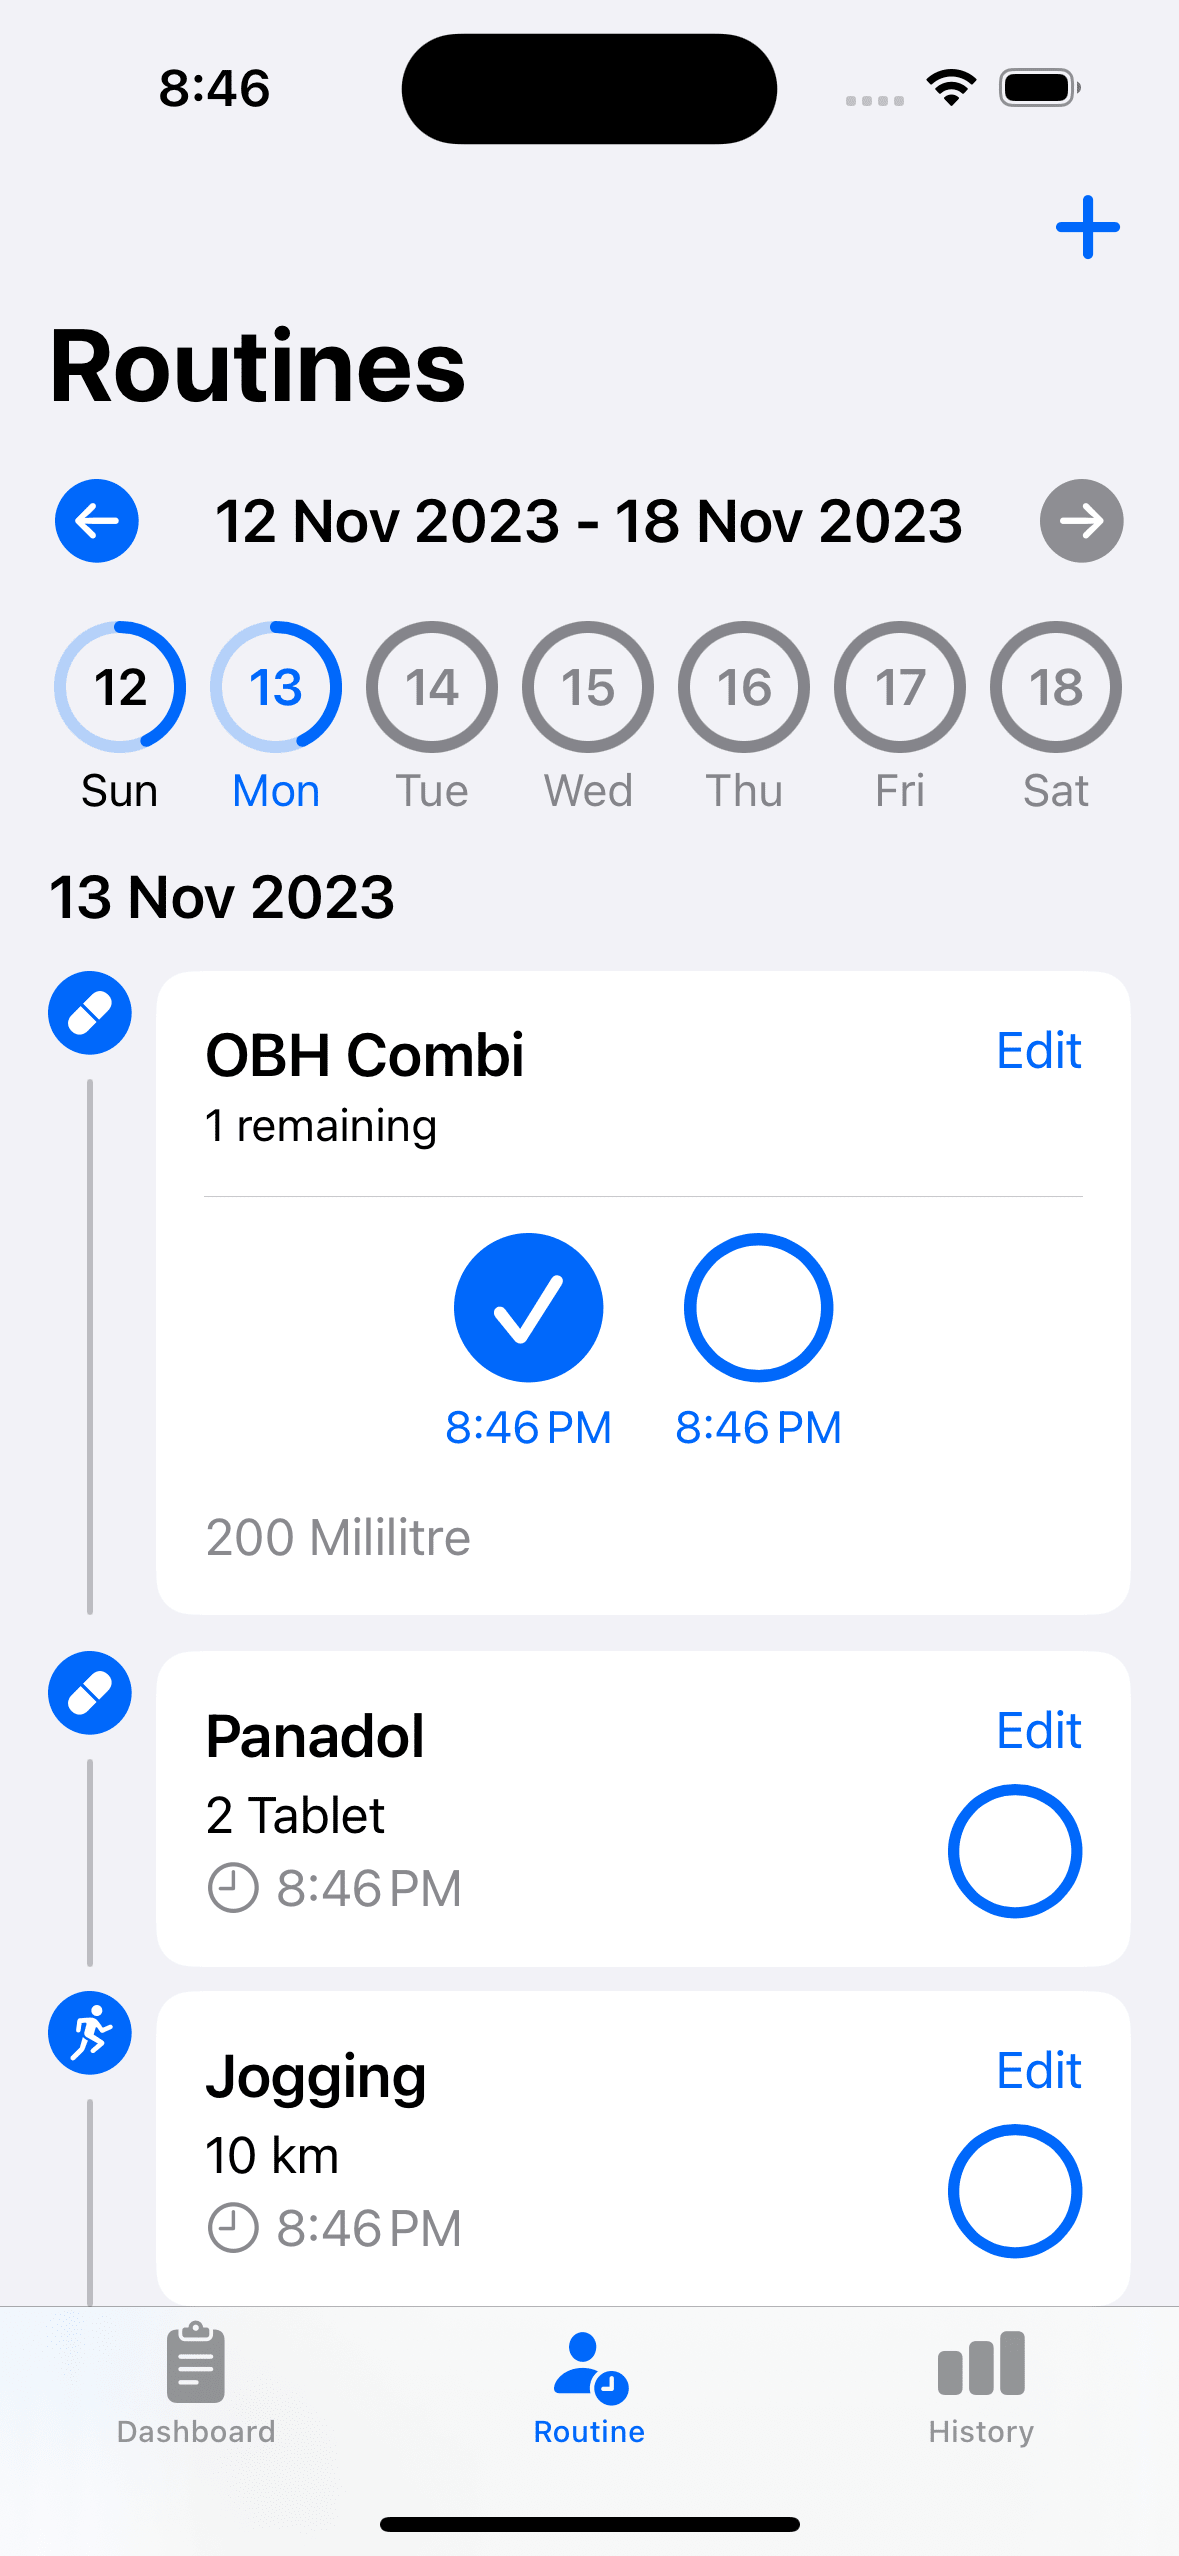 8:46
Routines
12 Nov 2023 - 18 Nov 2023
12 13 14 15 16 17 18
Sun Mon Tue Wed Thu Fri Sat
13 Nov 2023
OBH Combi Edit
1 remaining
8:46 PM 8:46 PM
200 Mililitre
Panadol Edit
2 Tablet
8:46 PM
Jogging Edit
10 km
8:46 PM
Dashboard Routine History